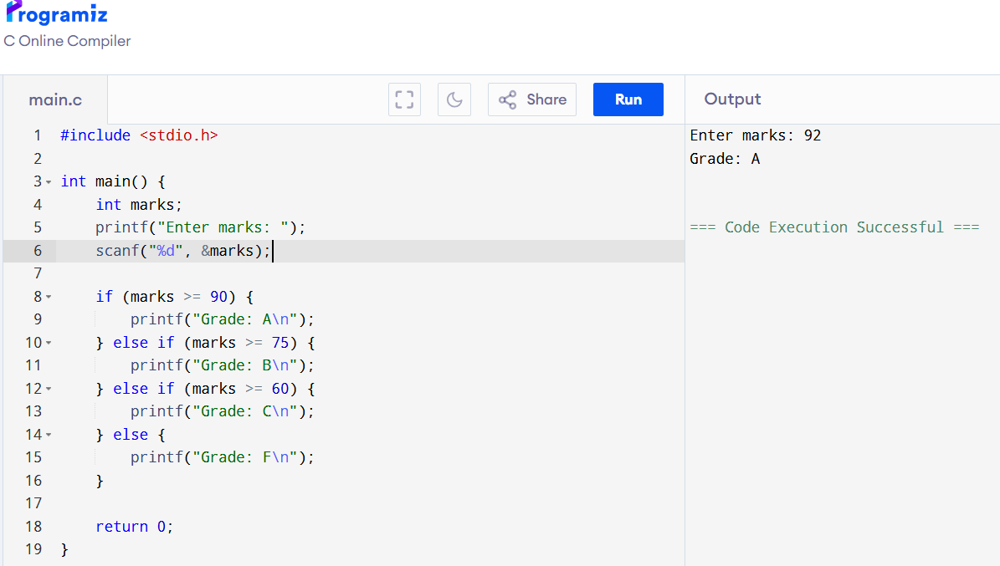 Programiz
C Online Compiler
main.c
Share
Run
Output
1 #include <stdio.h>
2
3 int main() {
4     int marks;
5     printf("Enter marks: ");
6     scanf("%d", &marks);
7
8     if (marks >= 90) {
9         printf("Grade: A\n");
10     } else if (marks >= 75) {
11         printf("Grade: B\n");
12     } else if (marks >= 60) {
13         printf("Grade: C\n");
14     } else {
15         printf("Grade: F\n");
16     }
17
18     return 0;
19 }
Enter marks: 92
Grade: A
=== Code Execution Successful ===